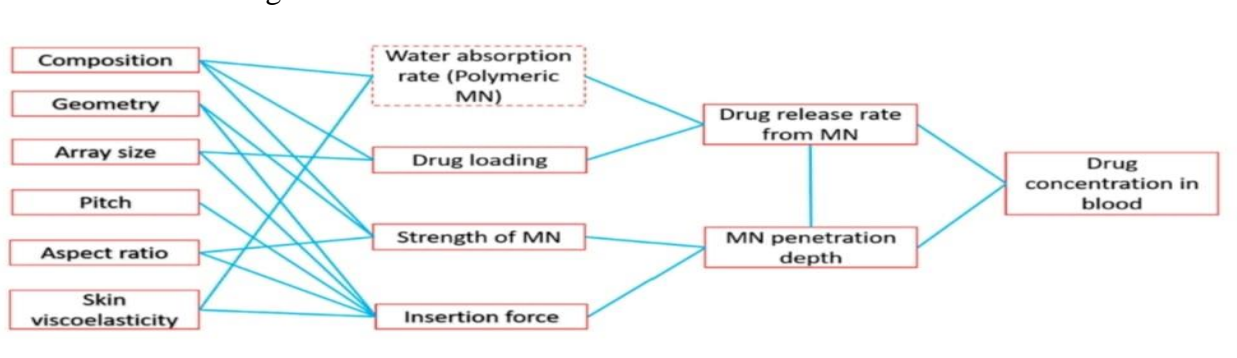 Composition
Geometry
Array size
Pitch
Aspect ratio
Skin
viscoelasticity
Water absorption
rate (Polymeric
MN)
Drug loading
Strength of MN
Insertion force
Drug release rate
from MN
MN penetration
depth
Drug
concentration in
blood